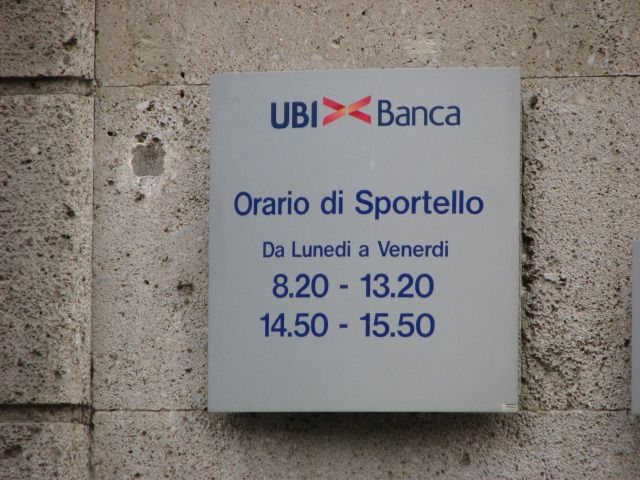 UBI Banca
Orario di Sportello
Da Lunedi a Venerdi
8.20 - 13.20
14.50 - 15.50